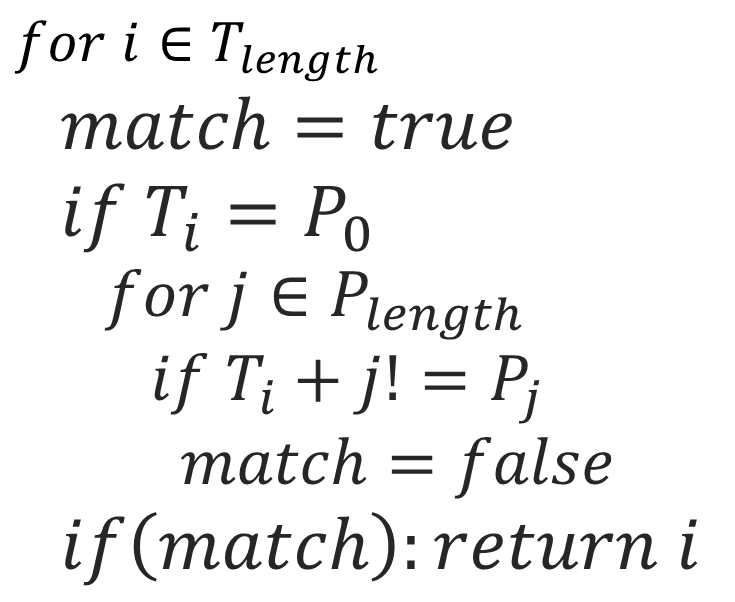 for i ∈ T_length
match = true
if T_i = P_0
for j ∈ P_length
if T_i + j! = P_j
match = false
if(match): return i